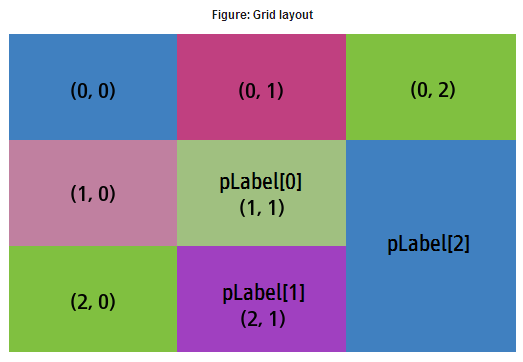 Figure: Grid layout
(0, 0)
(0, 1)
(0, 2)
(1, 0)
pLabel[0]
(1, 1)
pLabel[2]
(2, 0)
pLabel[1]
(2, 1)